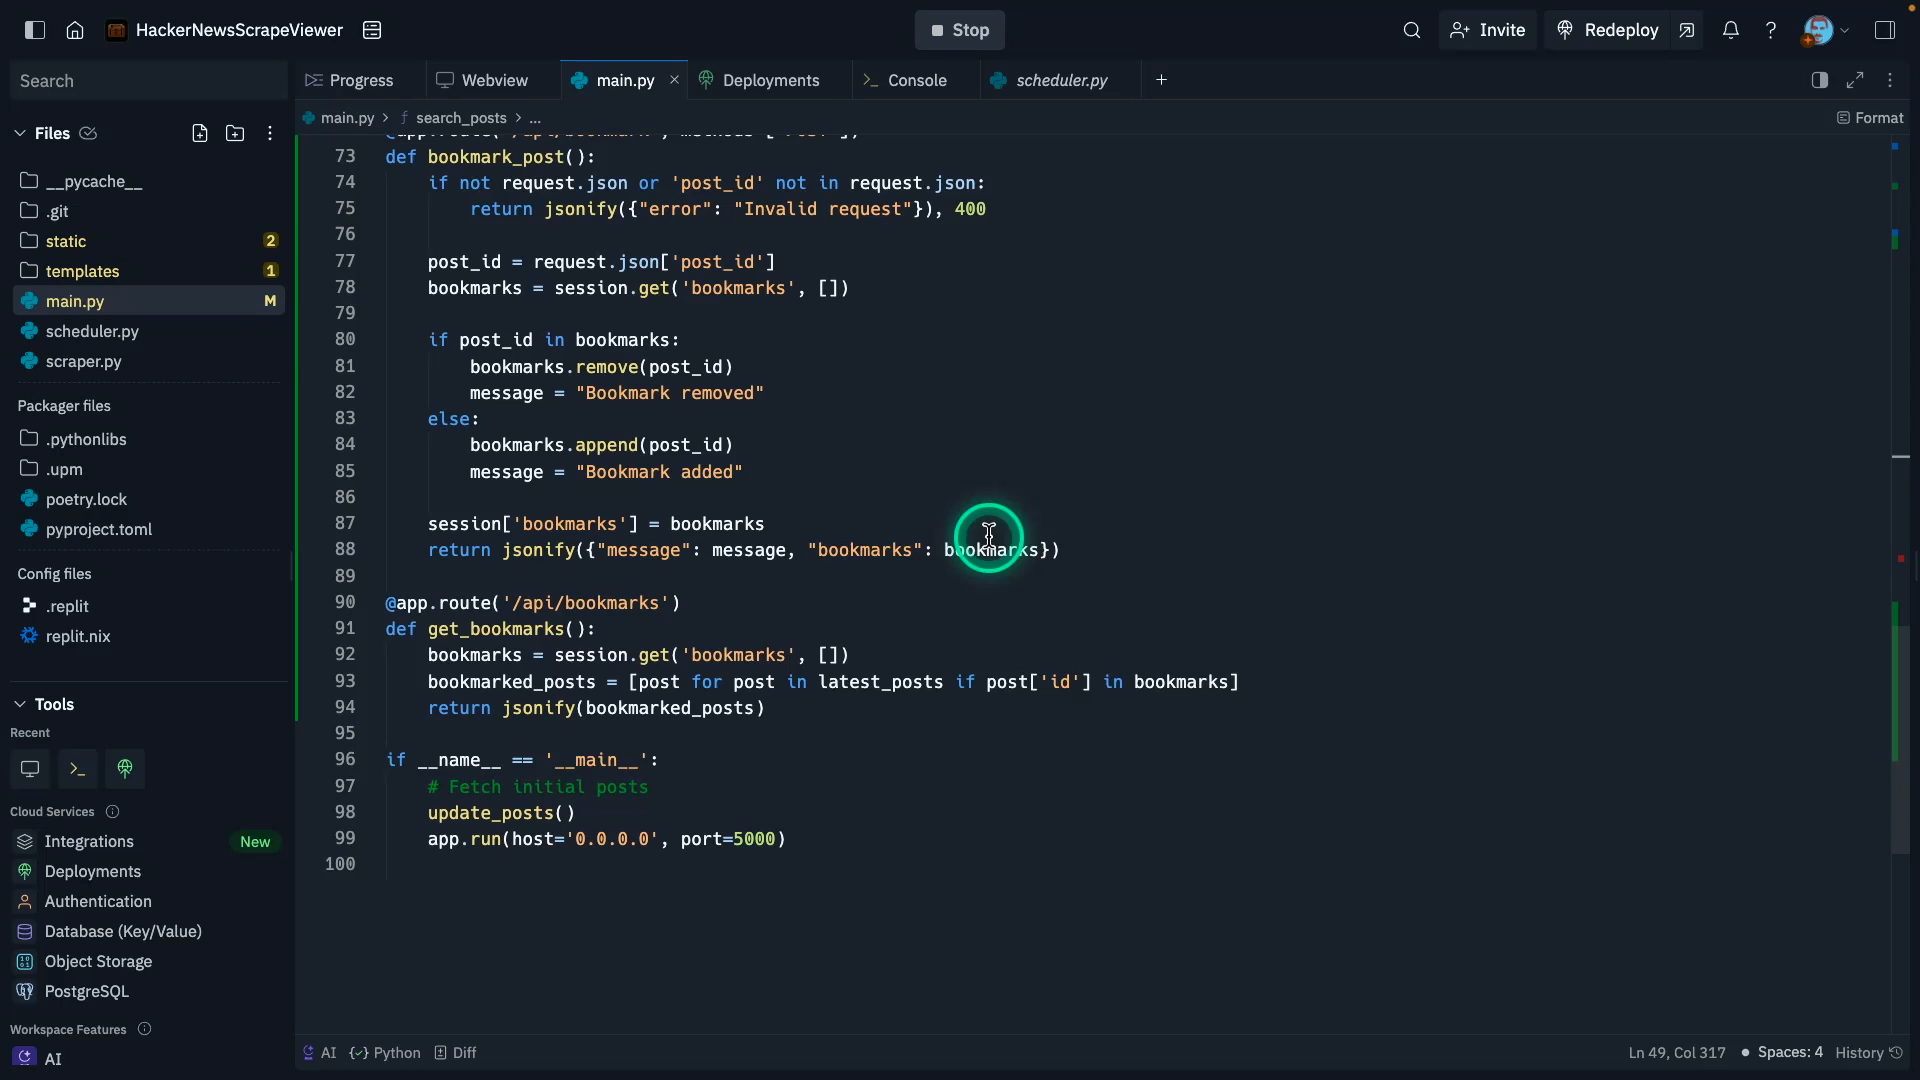 HackerNewsScrapeViewer
Stop
Invite
Redeploy
Search
Progress
Webview
main.py
Deployments
Console
scheduler.py
main.py > search_posts > ...
Format
Files
__pycache__
.git
static 2
templates 1
main.py M
scheduler.py
scraper.py
Packager files
.pythonlibs
.upm
poetry.lock
pyproject.toml
Config files
.replit
replit.nix
Tools
Recent
Cloud Services
Integrations New
Deployments
Authentication
Database (Key/Value)
Object Storage
PostgreSQL
Workspace Features
AI
73 def bookmark_post():
74 if not request.json or 'post_id' not in request.json:
75 return jsonify({"error": "Invalid request"}), 400
76
77 post_id = request.json['post_id']
78 bookmarks = session.get('bookmarks', [])
79
80 if post_id in bookmarks:
81 bookmarks.remove(post_id)
82 message = "Bookmark removed"
83 else:
84 bookmarks.append(post_id)
85 message = "Bookmark added"
86
87 session['bookmarks'] = bookmarks
88 return jsonify({"message": message, "bookmarks": bookmarks})
89
90 @app.route('/api/bookmarks')
91 def get_bookmarks():
92 bookmarks = session.get('bookmarks', [])
93 bookmarked_posts = [post for post in latest_posts if post['id'] in bookmarks]
94 return jsonify(bookmarked_posts)
95
96 if __name__ == '__main__':
97 # Fetch initial posts
98 update_posts()
99 app.run(host='0.0.0.0', port=5000)
100
AI
Python
Diff
Ln 49, Col 317
Spaces: 4
History